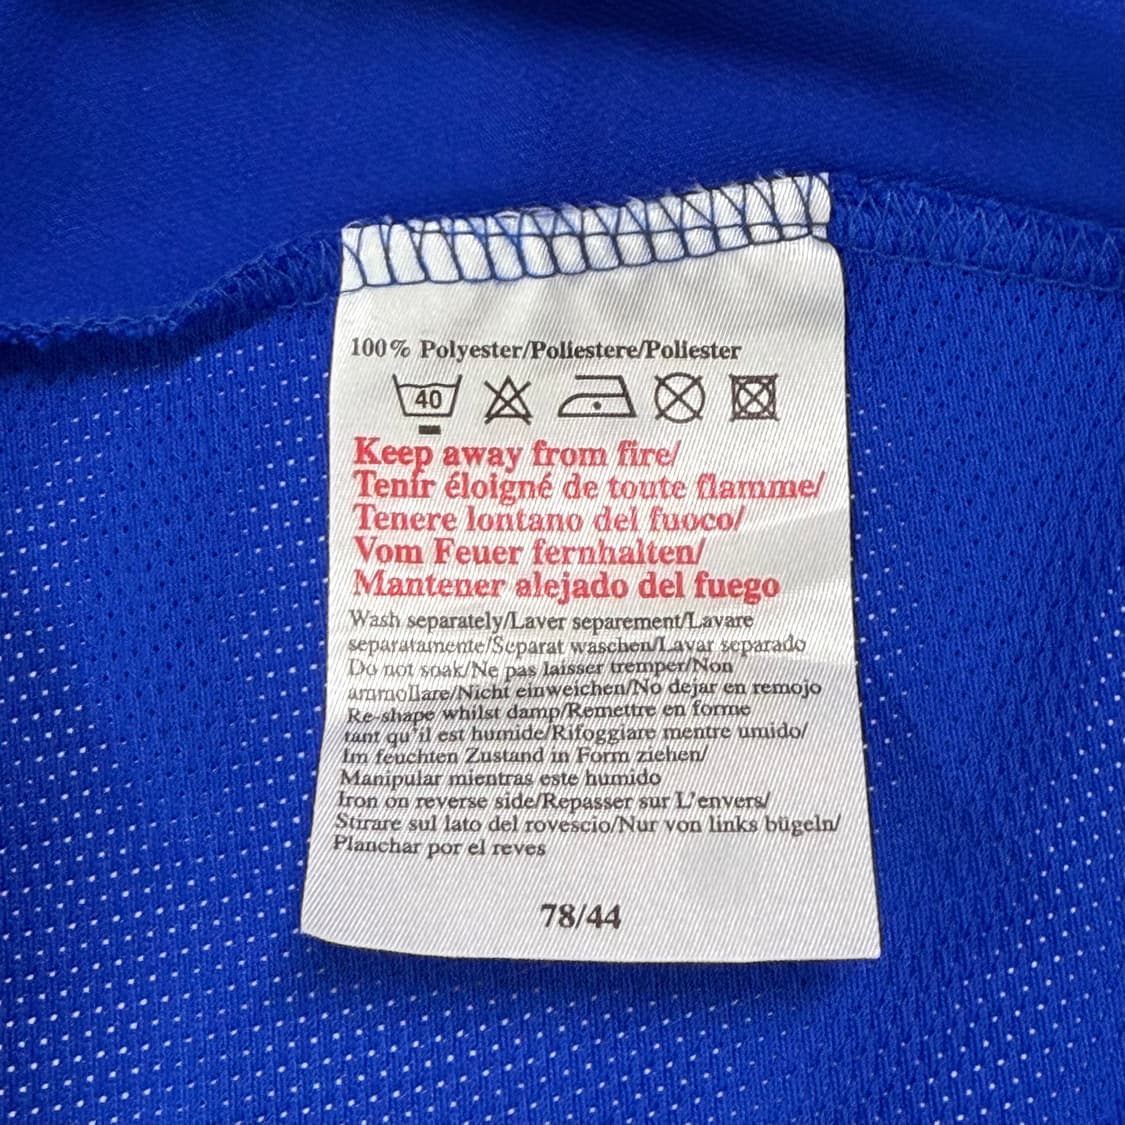 100% Polyester/Poliestere/Poliester
40
Keep away from fire/
Tenir éloigné de toute flamme/
Tenere lontano del fuoco/
Vom Feuer fernhalten/
Mantener alejado del fuego
Wash separately/Laver separement/Lavare
separatamente/Separat waschen/Lavar separado
Do not soak/Ne pas laisser tremper/Non
ammollare/Nicht einweichen/No dejar en remojo
Re-shape whilst damp/Remettre en forme
tant qu'il est humide/Rifoggiare mentre umido/
Im feuchten Zustand in Form ziehen/
Manipular mientras este humido
Iron on reverse side/Repasser sur L'envers/
Stirare sul lato del rovescio/Nur von links bügeln/
Planchar por el reves
78/44